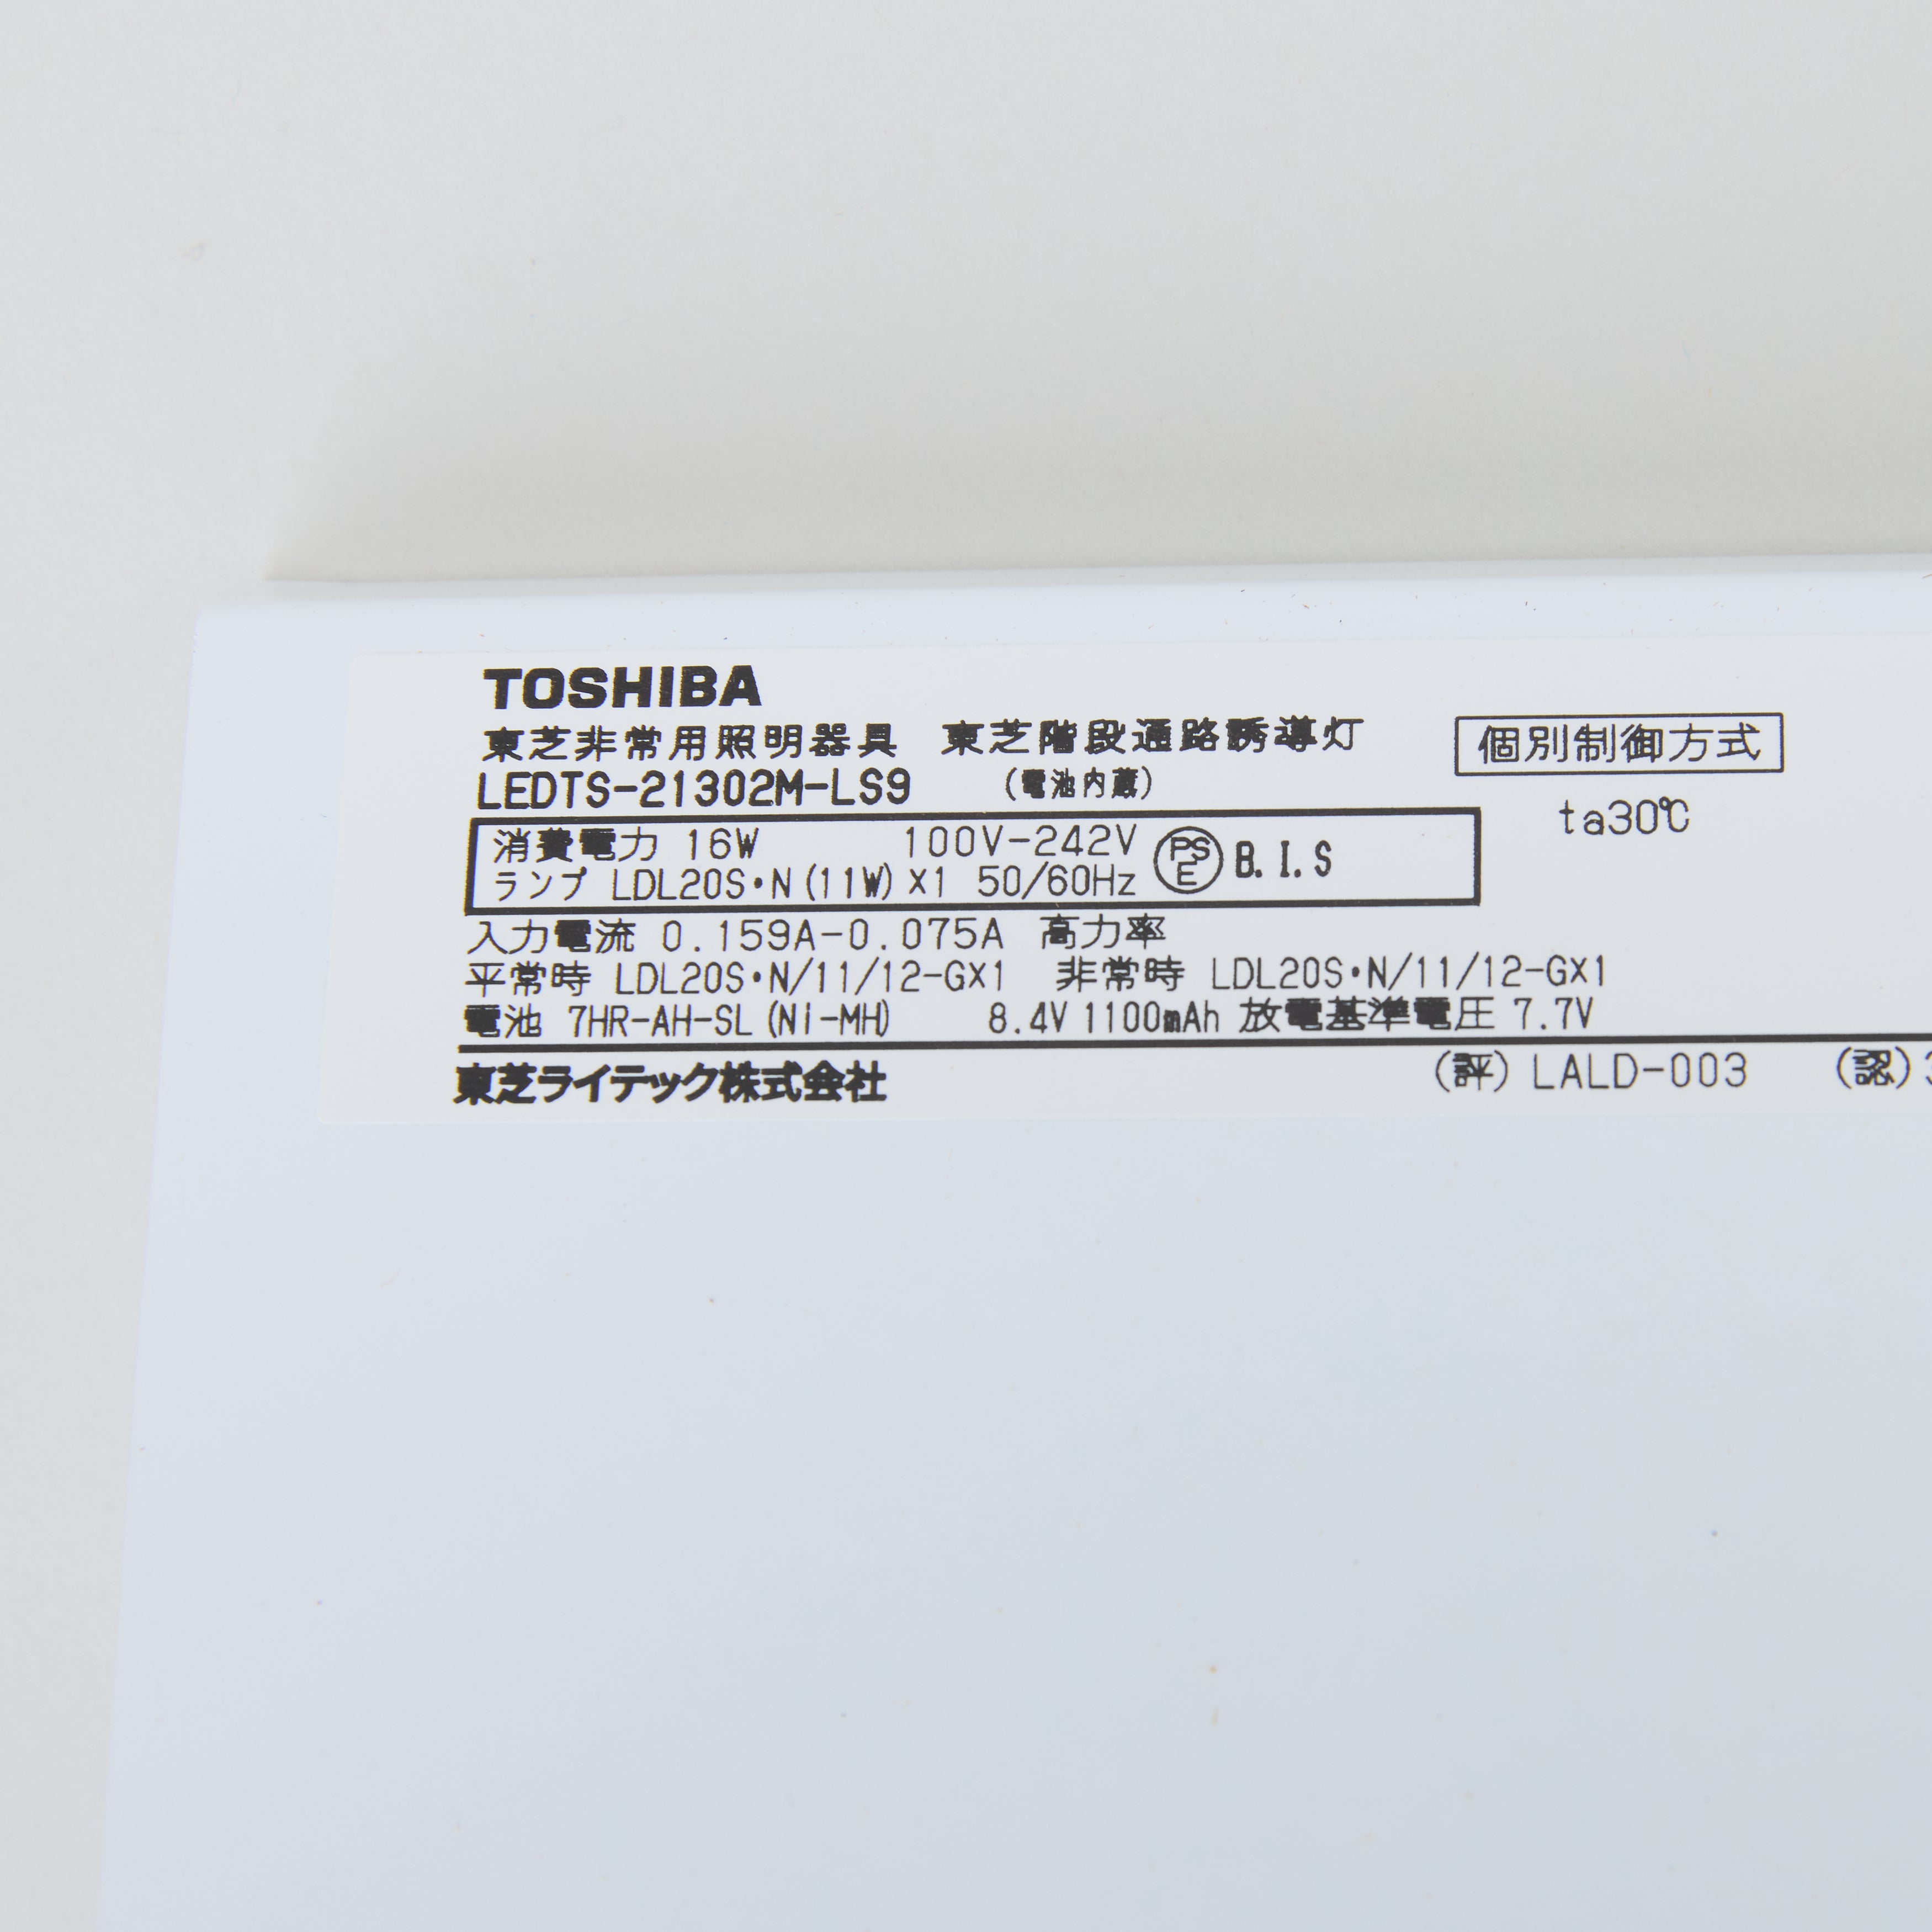 TOSHIBA
東芝非常用照明器具 東芝階段通路誘導灯
個別制御方式
LEDTS-21302M-LS9 (電池内蔵)
ta30℃
消費電力 16W 100V-242V PSE B.I.S
ランプ LDL20S・N(11W)X1 50/60Hz
入力電流 0.159A-0.075A 高力率
平常時 LDL20S・N/11/12-GX1 非常時 LDL20S・N/11/12-GX1
電池 7HR-AH-SL(Ni-MH) 8.4V 1100mAh 放電基準電圧 7.7V
東芝ライテック株式会社 (評)LALD-003 (認)